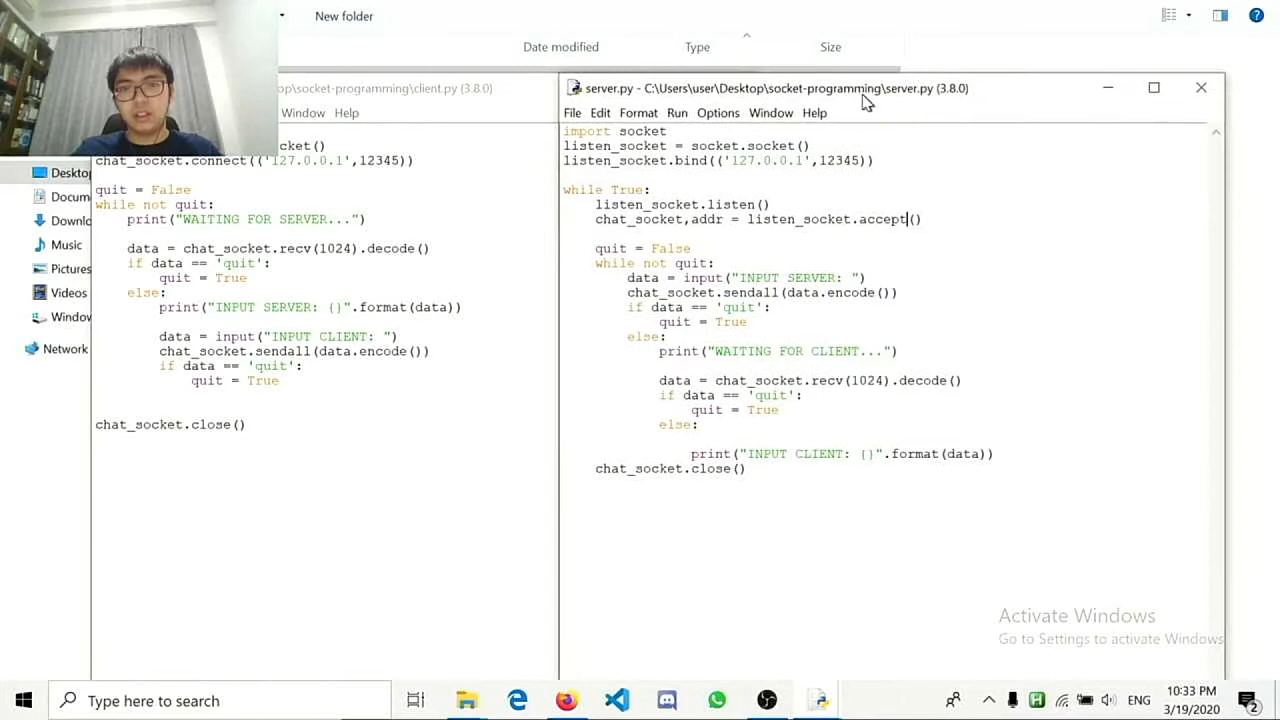 New folder
Date modified
Type
Size
op\socket-programming\client.py (3.8.0)
Window
Help
cket()
chat_socket.connect(('127.0.0.1',12345))
quit = False
while not quit:
print("WAITING FOR SERVER...")
data = chat_socket.recv(1024).decode()
if data == 'quit':
quit = True
else:
print("INPUT SERVER: {}".format(data))
data = input("INPUT CLIENT: ")
chat_socket.sendall(data.encode())
if data == 'quit':
quit = True
chat_socket.close()
Desktop
Docum
Downlo
Music
Pictures
Videos
Window
Network
server.py - C:\Users\user\Desktop\socket-programming\server.py (3.8.0)
File Edit Format Run Options Window Help
import socket
listen_socket = socket.socket()
listen_socket.bind(('127.0.0.1',12345))
while True:
listen_socket.listen()
chat_socket,addr = listen_socket.accept()
quit = False
while not quit:
data = input("INPUT SERVER: ")
chat_socket.sendall(data.encode())
if data == 'quit':
quit = True
else:
print("WAITING FOR CLIENT...")
data = chat_socket.recv(1024).decode()
if data == 'quit':
quit = True
else:
print("INPUT CLIENT: {}".format(data))
chat_socket.close()
Activate Windows
Go to Settings to activate Windows
Type here to search
ENG
10:33 PM
3/19/2020
2